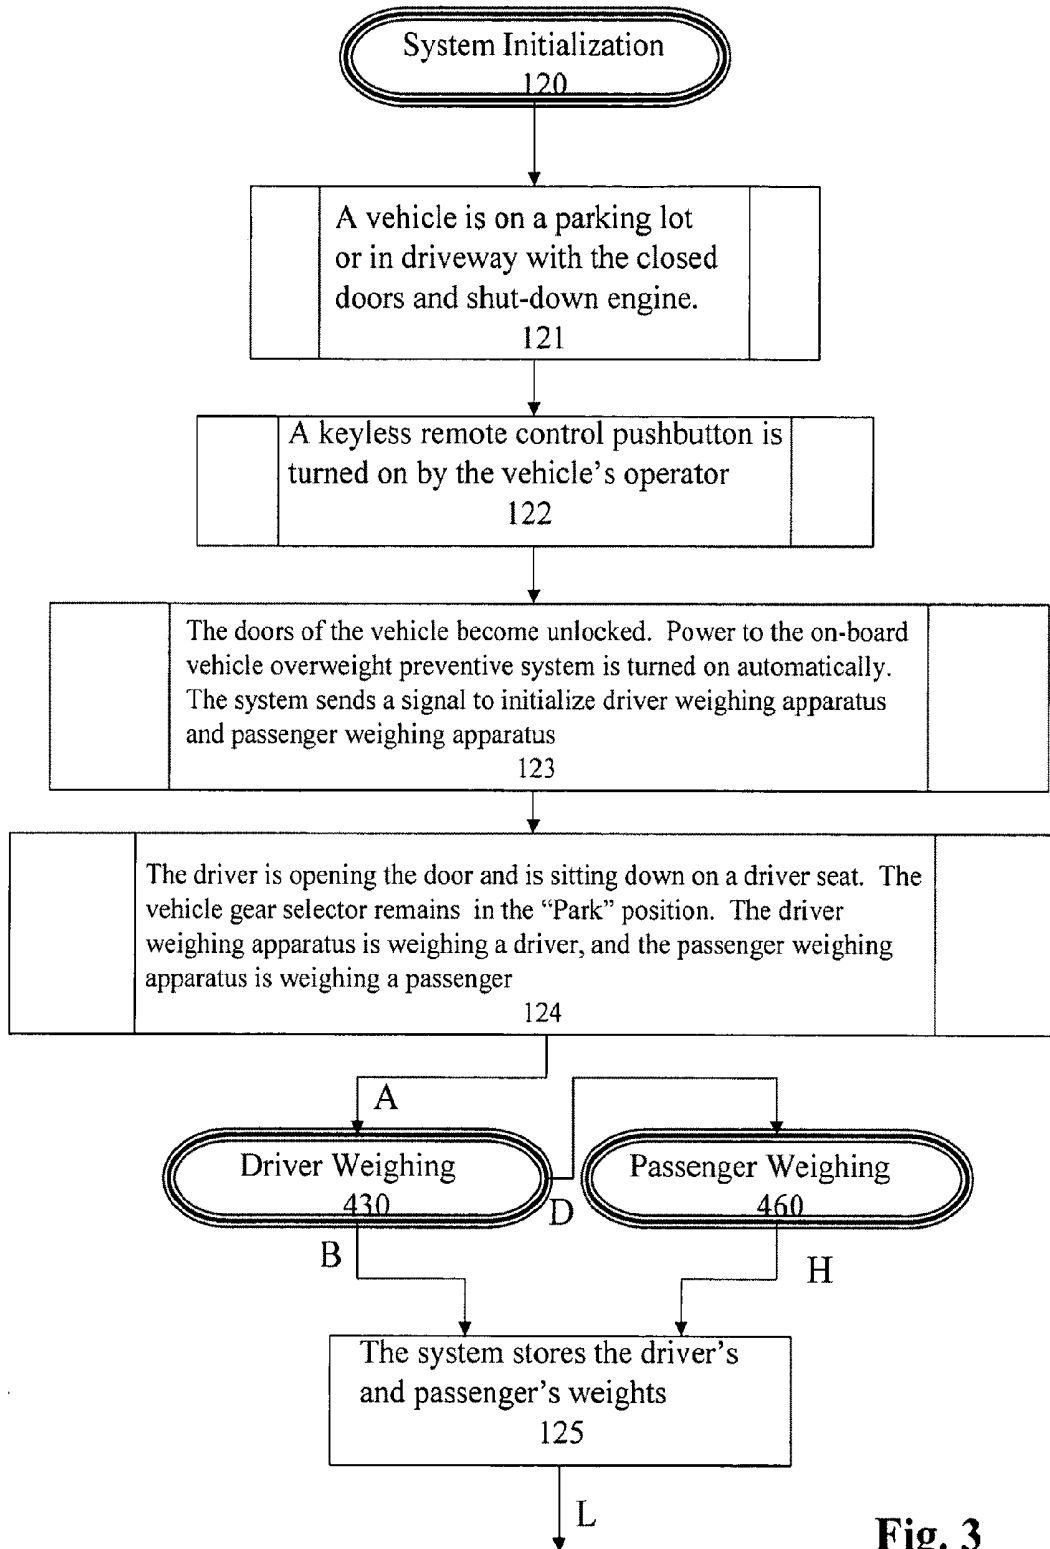 System Initialization
120
A vehicle is on a parking lot
or in driveway with the closed
doors and shut-down engine.
121
A keyless remote control pushbutton is
turned on by the vehicle's operator
122
The doors of the vehicle become unlocked. Power to the on-board
vehicle overweight preventive system is turned on automatically.
The system sends a signal to initialize driver weighing apparatus
and passenger weighing apparatus
123
The driver is opening the door and is sitting down on a driver seat. The
vehicle gear selector remains in the “Park” position. The driver
weighing apparatus is weighing a driver, and the passenger weighing
apparatus is weighing a passenger
124
A
Driver Weighing
430
D
Passenger Weighing
460
B
H
The system stores the driver's
and passenger's weights
125
L
Fig. 3